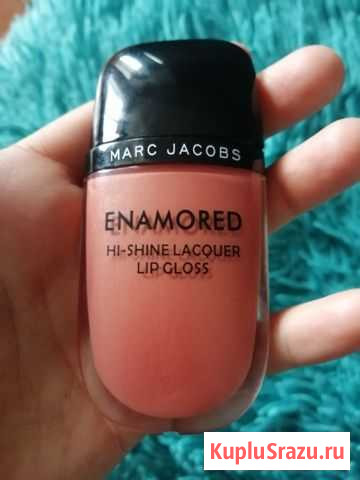 MARC JACOBS
ENAMORED
HI-SHINE LACQUER
LIP GLOSS
KupluSrazu.ru